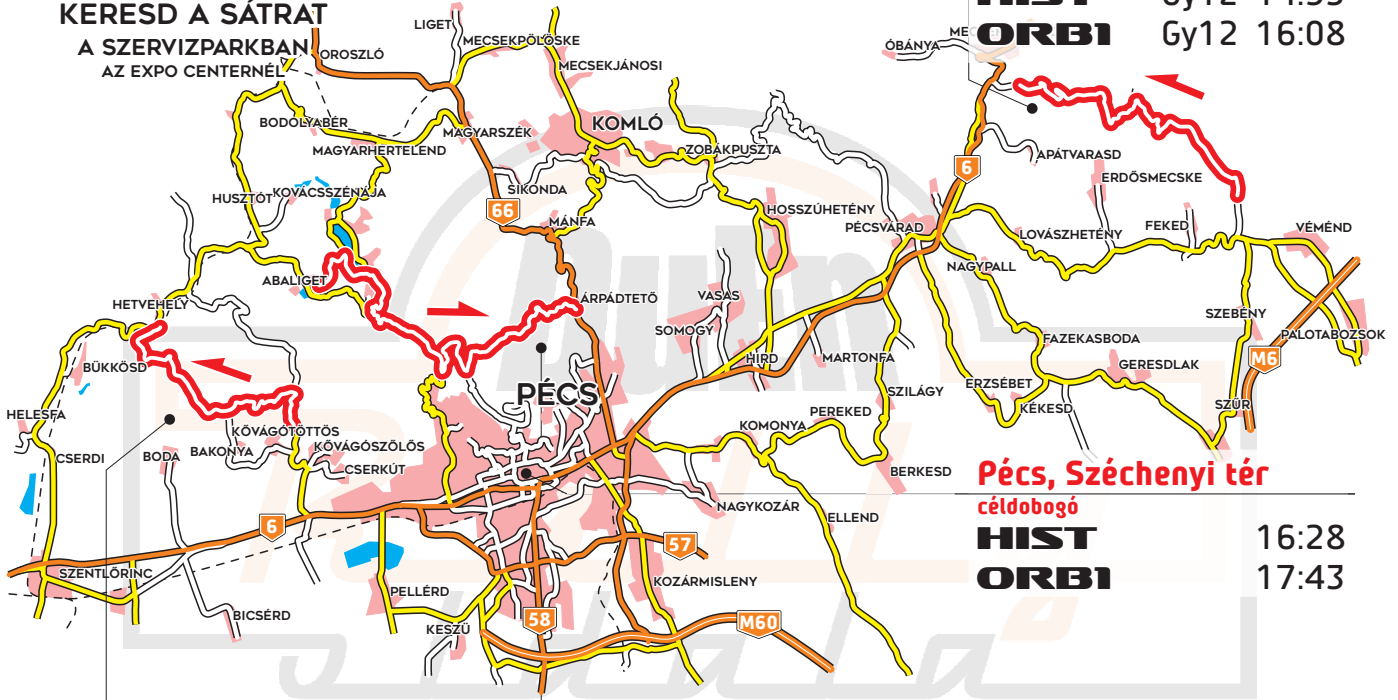 KERESD A SÁTRAT
A SZERVIZPARKBAN
AZ EXPO CENTERNÉL
HIST Gy12 14:53
ORB1 Gy12 16:08
LIGET
MECSEKPÖLÖSKE
OROSZLÓ
MECSEKJÁNOSI
ÓBÁNYA
BODOLYABÉR
MAGYARSZÉK
KOMLÓ
MAGYARHERTELEND
ZOBÁKPUSZTA
APÁTVARASD
6
ERDŐSMECSKE
HUSZTÓT
KOVÁCSSZÉNÁJA
SIKONDA
66
MÁNFA
HOSSZÚHETÉNY
PÉCSVÁRAD
LOVÁSZHETÉNY
FEKED
VÉMÉND
NAGYPALL
ABALIGET
HETVEHELY
ÁRPÁDTETŐ
VASAS
SOMOGY
SZEBÉNY
PALOTABOZSOK
FAZEKASBODA
M6
BÜKKÖSD
HIRD
MARTONFA
GERESDLAK
PÉCS
SZILÁGY
ERZSÉBET
KÉKESD
SZŰR
HELESFA
PEREKED
KŐVÁGÓTÖTTÖS
KOMONYA
CSERDI
BODA
BAKONYA
KŐVÁGÓSZŐLŐS
CSERKÚT
BERKESD
Pécs, Széchenyi tér
céldobogó
HIST 16:28
ORB1 17:43
NAGYKOZÁR
ELLEND
6
57
SZENTLŐRINC
KOZÁRMISLENY
PELLÉRD
BICSÉRD
KESZÜ
58
M60